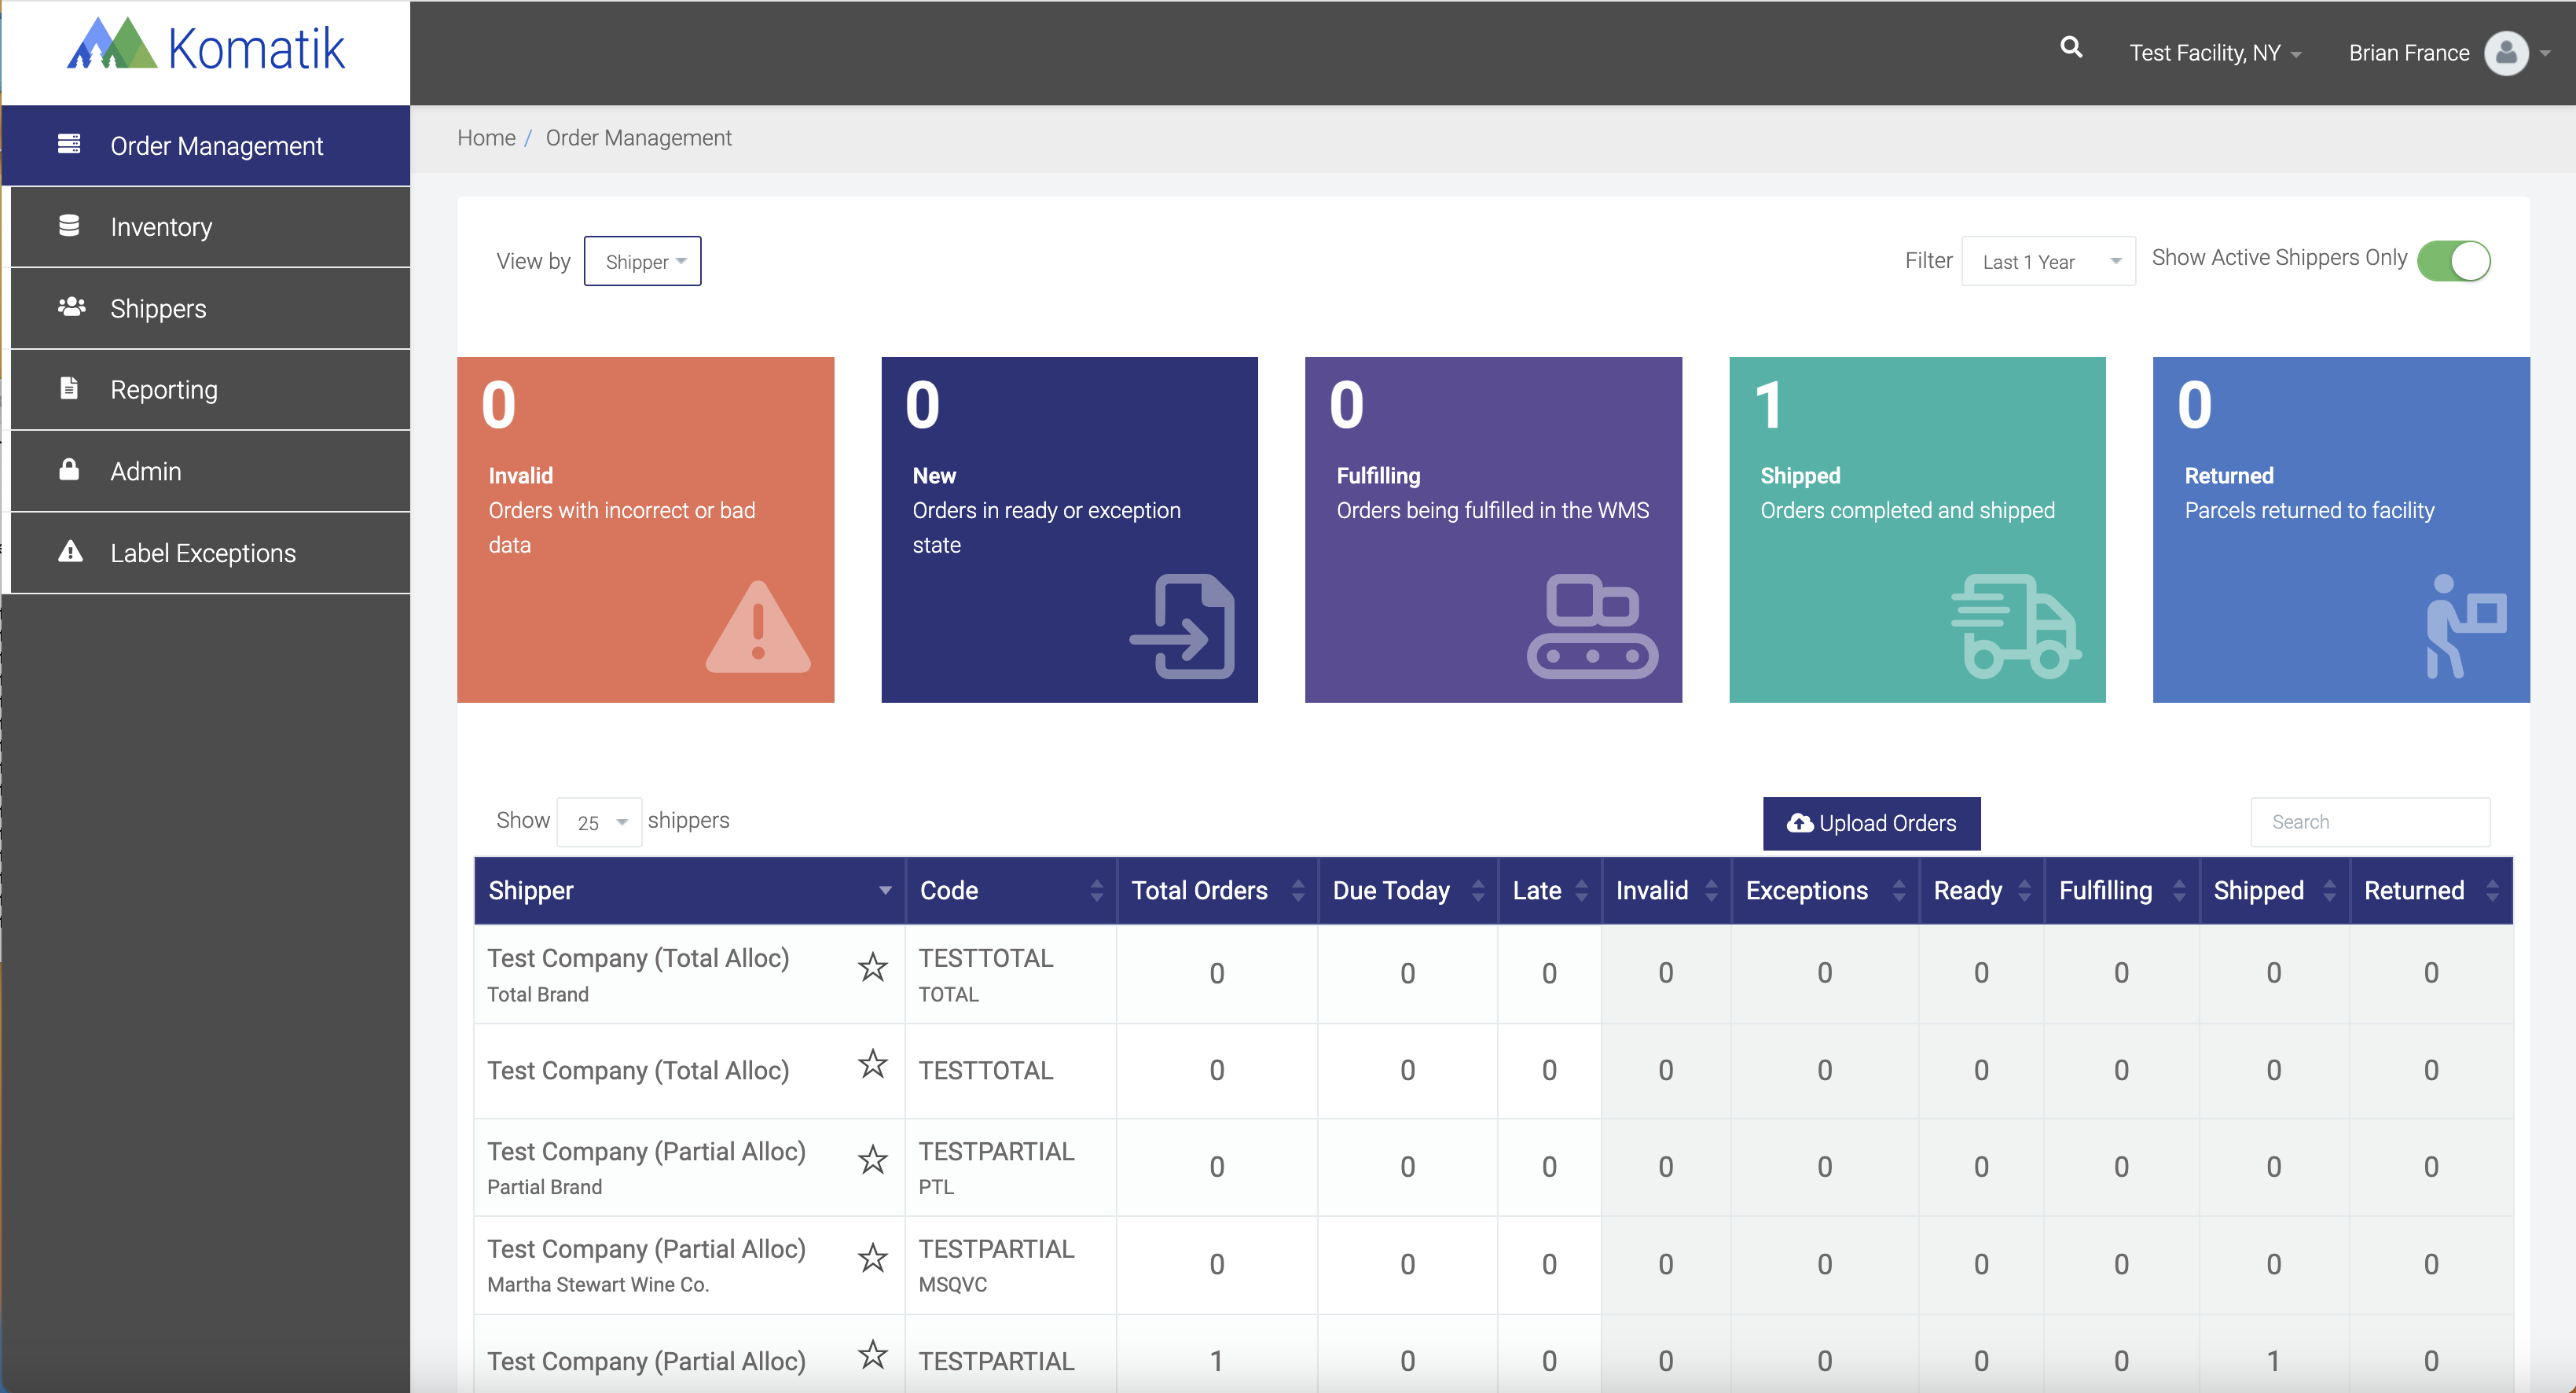 Komatik
Test Facility, NY
Brian France
Order Management
Inventory
Shippers
Reporting
Admin
Label Exceptions
Home / Order Management
View by Shipper
Filter Last 1 Year Show Active Shippers Only
0
Invalid
Orders with incorrect or bad
data
0
New
Orders in ready or exception
state
0
Fulfilling
Orders being fulfilled in the WMS
1
Shipped
Orders completed and shipped
0
Returned
Parcels returned to facility
Show 25 shippers
Upload Orders
Search
Shipper Code Total Orders Due Today Late Invalid Exceptions Ready Fulfilling Shipped Returned
Test Company (Total Alloc) TESTTOTAL 0 0 0 0 0 0 0 0 0
Total Brand TOTAL
Test Company (Total Alloc) TESTTOTAL 0 0 0 0 0 0 0 0 0
Test Company (Partial Alloc) TESTPARTIAL 0 0 0 0 0 0 0 0 0
Partial Brand PTL
Test Company (Partial Alloc) TESTPARTIAL 0 0 0 0 0 0 0 0 0
Martha Stewart Wine Co. MSQVC
Test Company (Partial Alloc) TESTPARTIAL 1 0 0 0 0 0 0 1 0